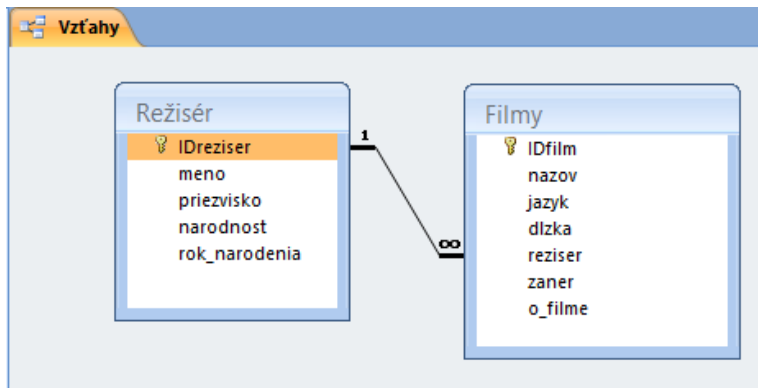 Vzťahy
Režisér
IDreziser
meno
priezvisko
narodnost
rok_narodenia
1
∞
Filmy
IDfilm
nazov
jazyk
dlzka
reziser
zaner
o_filme